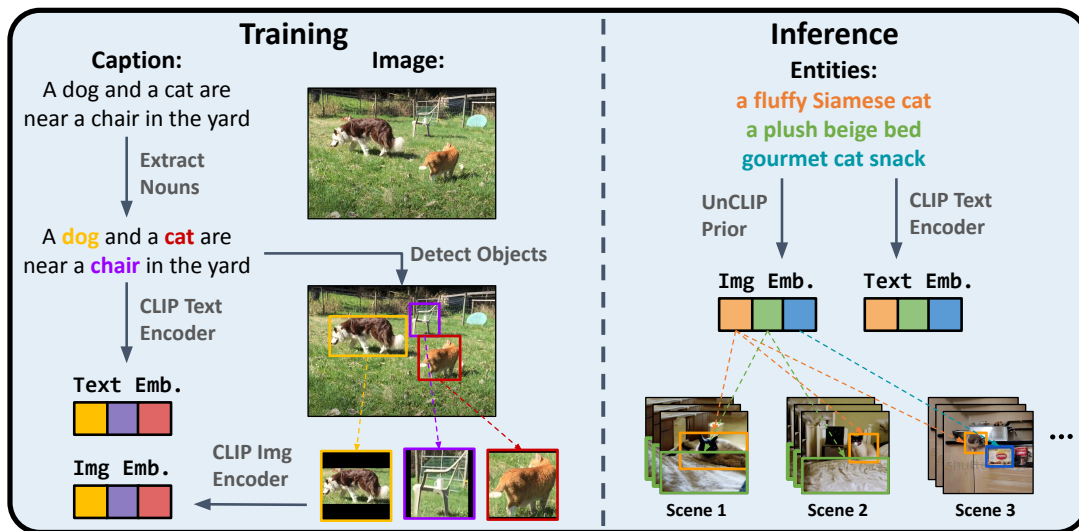 Training
Caption:
A dog and a cat are
near a chair in the yard
Image:
Extract
Nouns
A dog and a cat are
near a chair in the yard
Detect Objects
CLIP Text
Encoder
Text Emb.
Img Emb.
CLIP Img
Encoder
Inference
Entities:
a fluffy Siamese cat
a plush beige bed
gourmet cat snack
UnCLIP
Prior
CLIP Text
Encoder
Img Emb.
Text Emb.
Scene 1
Scene 2
Scene 3
...